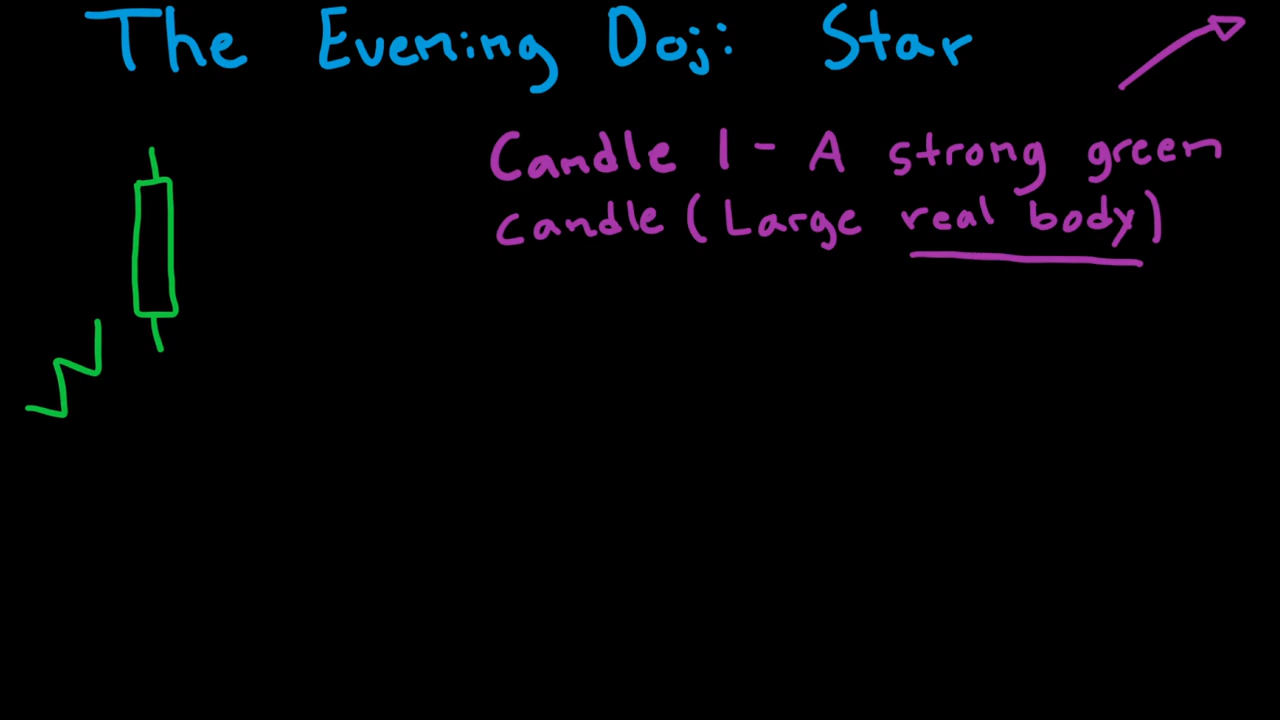 The Evening Doji Star
Candle 1 - A strong green
candle (Large real body)